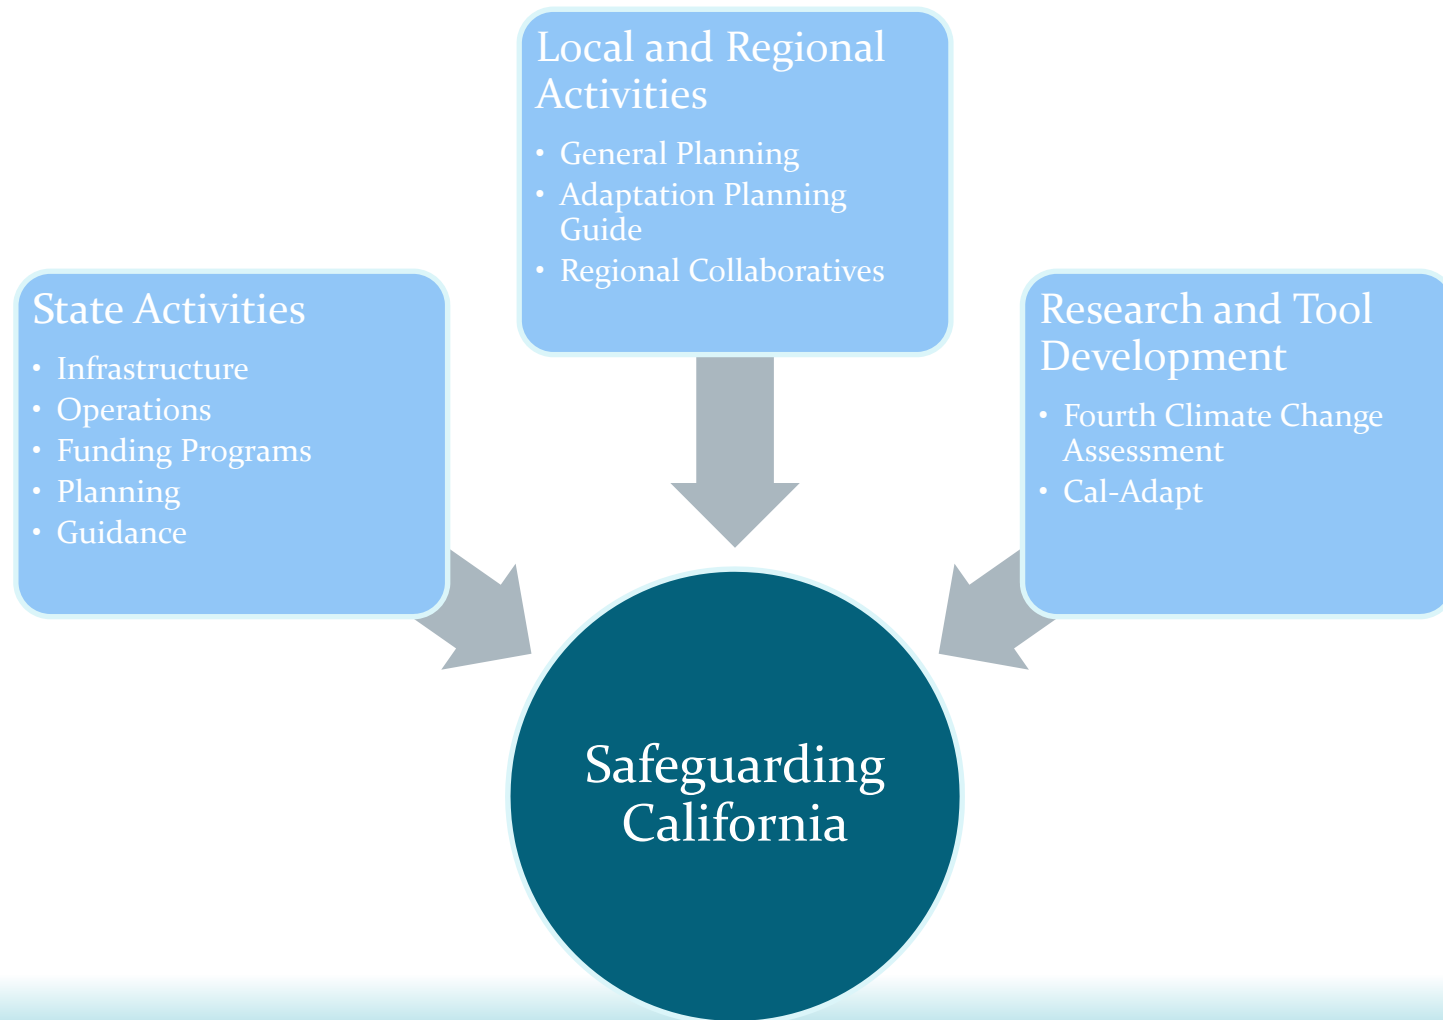 Local and Regional
Activities
• General Planning
• Adaptation Planning
Guide
• Regional Collaboratives
State Activities
• Infrastructure
• Operations
• Funding Programs
• Planning
• Guidance
Research and Tool
Development
• Fourth Climate Change
Assessment
• Cal-Adapt
Safeguarding
California